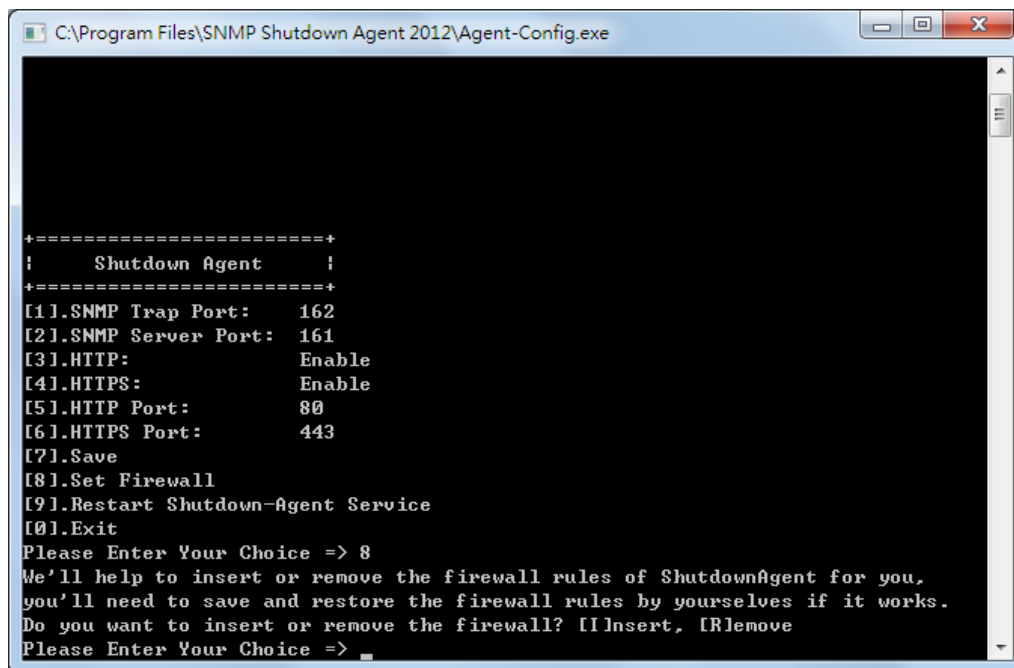 C:\Program Files\SNMP Shutdown Agent 2012\Agent-Config.exe
+========================+
¦     Shutdown Agent     ¦
+========================+
[1].SNMP Trap Port:    162
[2].SNMP Server Port:  161
[3].HTTP:              Enable
[4].HTTPS:             Enable
[5].HTTP Port:         80
[6].HTTPS Port:        443
[7].Save
[8].Set Firewall
[9].Restart Shutdown-Agent Service
[0].Exit
Please Enter Your Choice => 8
We'll help to insert or remove the firewall rules of ShutdownAgent for you,
you'll need to save and restore the firewall rules by yourselves if it works.
Do you want to insert or remove the firewall? [I]nsert, [R]emove
Please Enter Your Choice => _